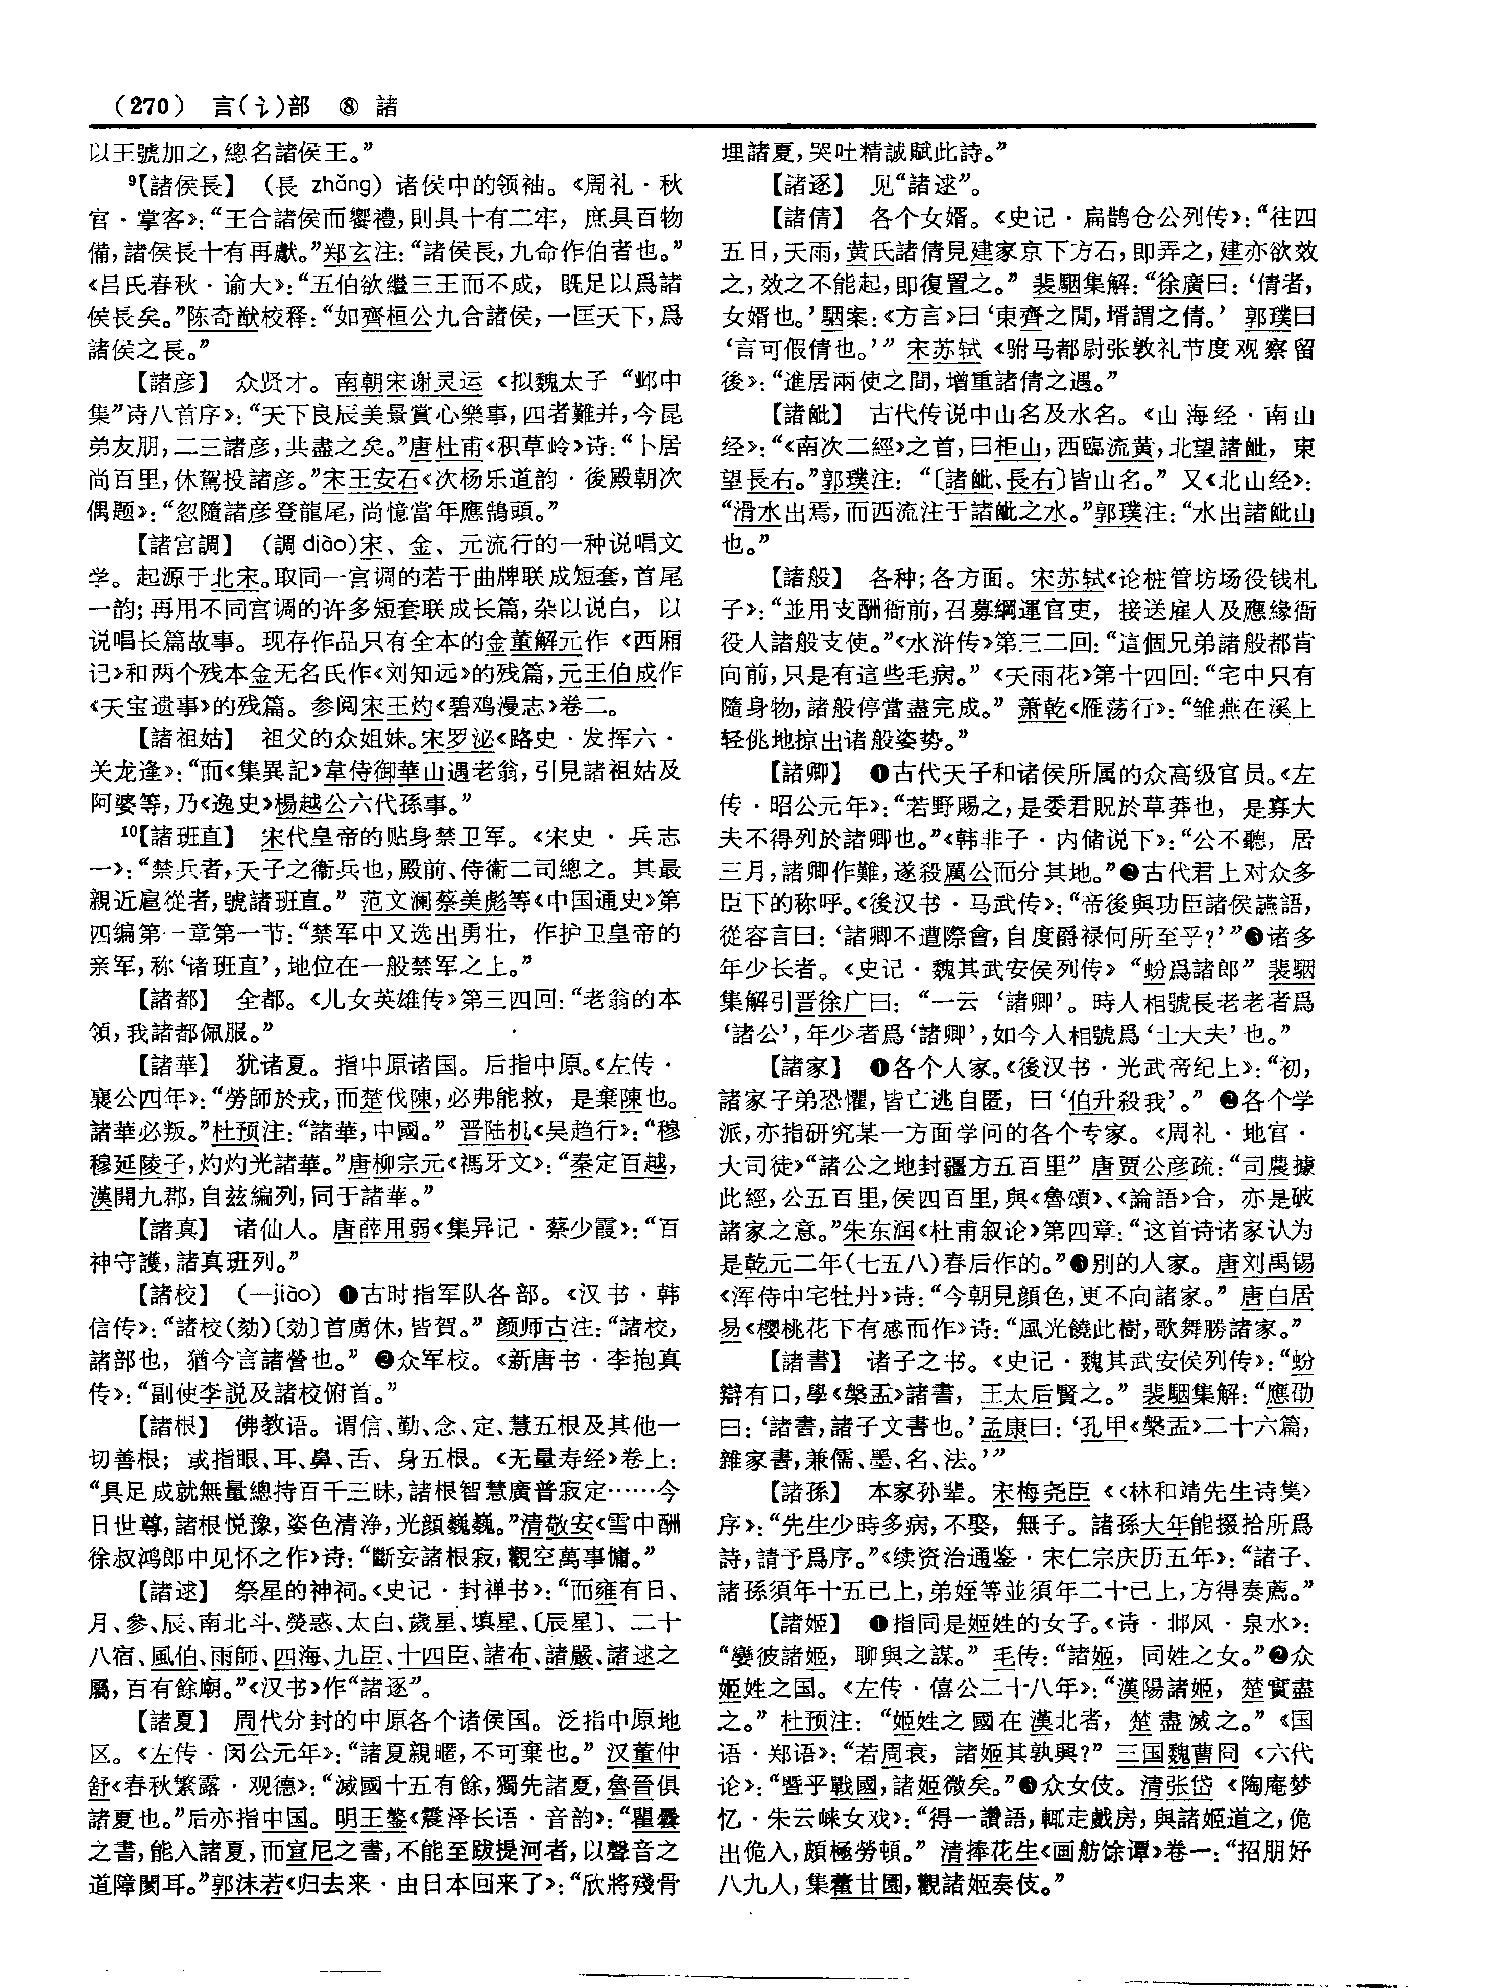 （270） 言(讠)部 ⑧ 諸
以王號加之，總名諸侯王。”
⁹【諸侯長】 （長 zhǎng）诸侯中的领袖。《周礼·秋
官·掌客》：“王合諸侯而饗禮，則具十有二牢，庶具百物
備，諸侯長十有再獻。”郑玄注：“諸侯長，九命作伯者也。”
《吕氏春秋·谕大》：“五伯欲繼三王而不成，既足以爲諸
侯長矣。”陈奇猷校释：“如齊桓公九合諸侯，一匡天下，爲
諸侯之長。”
【諸彦】 众贤才。南朝宋谢灵运《拟魏太子“邺中
集”诗八首序》：“天下良辰美景賞心樂事，四者難并，今昆
弟友朋，二三諸彦，共盡之矣。”唐杜甫《积草岭》诗：“卜居
尚百里，休駕投諸彦。”宋王安石《次杨乐道韵·後殿朝次
偶题》：“忽隨諸彦登龍尾，尚憶當年應鵠頭。”
【諸宫調】 （調 diào）宋、金、元流行的一种说唱文
学。起源于北宋。取同一宫调的若干曲牌联成短套，首尾
一韵；再用不同宫调的许多短套联成长篇，杂以说白，以
说唱长篇故事。现存作品只有全本的金董解元作《西厢
记》和两个残本金无名氏作《刘知远》的残篇，元王伯成作
《天宝遗事》的残篇。参阅宋王灼《碧鸡漫志》卷二。
【諸祖姑】 祖父的众姐妹。宋罗泌《路史·发挥六·
关龙逢》：“而《集異記》韋侍御華山遇老翁，引見諸祖姑及
阿婆等，乃《逸史》楊越公六代孫事。”
¹⁰【諸班直】 宋代皇帝的贴身禁卫军。《宋史·兵志
一》：“禁兵者，天子之衞兵也，殿前、侍衞二司總之。其最
親近扈從者，號諸班直。”范文澜蔡美彪等《中国通史》第
四编第一章第一节：“禁军中又选出勇壮，作护卫皇帝的
亲军，称‘诸班直’，地位在一般禁军之上。”
【諸都】 全都。《儿女英雄传》第三四回：“老翁的本
領，我諸都佩服。”
【諸華】 犹诸夏。指中原诸国。后指中原。《左传·
襄公四年》：“勞師於戎，而楚伐陳，必弗能救，是棄陳也。
諸華必叛。”杜预注：“諸華，中國。”晋陆机《吴趋行》：“穆
穆延陵子，灼灼光諸華。”唐柳宗元《禡牙文》：“秦定百越，
漢開九郡，自兹編列，同于諸華。”
【諸真】 诸仙人。唐薛用弱《集异记·蔡少霞》：“百
神守護，諸真班列。”
【諸校】 （—jiào）❶古时指军队各部。《汉书·韩
信传》：“諸校(効)〔効〕首虜休，皆賀。”颜师古注：“諸校，
諸部也，猶今言諸營也。”❷众军校。《新唐书·李抱真
传》：“副使李説及諸校俯首。”
【諸根】 佛教语。谓信、勤、念、定、慧五根及其他一
切善根；或指眼、耳、鼻、舌、身五根。《无量寿经》卷上：
“具足成就無量總持百千三昧，諸根智慧廣普寂定……今
日世尊，諸根悦豫，姿色清浄，光顔巍巍。”清敬安《雪中酬
徐叔鸿郎中见怀之作》诗：“斷妄諸根寂，觀空萬事慵。”
【諸逑】 祭星的神祠。《史记·封禅书》：“而雍有日、
月、参、辰、南北斗、熒惑、太白、歲星、填星、〔辰星〕、二十
八宿、風伯、雨師、四海、九臣、十四臣、諸布、諸嚴、諸逑之
屬，百有餘廟。”《汉书》作“諸逐”。
【諸夏】 周代分封的中原各个诸侯国。泛指中原地
区。《左传·闵公元年》：“諸夏親暱，不可棄也。”汉董仲
舒《春秋繁露·观德》：“滅國十五有餘，獨先諸夏，魯晉俱
諸夏也。”后亦指中国。明王鏊《震泽长语·音韵》：“瞿曇
之書，能入諸夏，而宣尼之書，不能至跋提河者，以聲音之
道障閡耳。”郭沫若《归去来·由日本回来了》：“欣將殘骨
埋諸夏，哭吐精誠賦此詩。”
【諸逐】 见“諸逑”。
【諸倩】 各个女婿。《史记·扁鹊仓公列传》：“往四
五日，天雨，黄氏諸倩見建家京下方石，即弄之，建亦欲效
之，效之不能起，即復置之。”裴駰集解：“徐廣曰：‘倩者，
女婿也。’駰案：《方言》曰‘東齊之間，壻謂之倩。’郭璞曰
‘言可假倩也。’”宋苏轼《驸马都尉张敦礼节度观察留
後》：“進居兩使之間，增重諸倩之遇。”
【諸毗】 古代传说中山名及水名。《山海经·南山
经》：“《南次二經》之首，曰柜山，西臨流黄，北望諸毗，東
望長右。”郭璞注：“〔諸毗、長右〕皆山名。”又《北山经》：
“滑水出焉，而西流注于諸毗之水。”郭璞注：“水出諸毗山
也。”
【諸般】 各种；各方面。宋苏轼《论桩管坊场役钱札
子》：“並用支酬衙前，召募綱運官吏，接送雇人及應緣衙
役人諸般支使。”《水浒传》第三二回：“這個兄弟諸般都肯
向前，只是有這些毛病。”《天雨花》第十四回：“宅中只有
隨身物，諸般停當盡完成。”萧乾《雁荡行》：“雏燕在溪上
轻佻地掠出诸般姿势。”
【諸卿】 ❶古代天子和诸侯所属的众高级官员。《左
传·昭公元年》：“若野賜之，是委君貺於草莽也，是寡大
夫不得列於諸卿也。”《韩非子·内储说下》：“公不聽，居
三月，諸卿作難，遂殺厲公而分其地。”❷古代君上对众多
臣下的称呼。《後汉书·马武传》：“帝後與功臣諸侯讌語，
從容言曰：‘諸卿不遭際會，自度爵禄何所至乎？’”❸诸多
年少长者。《史记·魏其武安侯列传》“蚡爲諸郎”裴駰
集解引晋徐广曰：“一云‘諸卿’。時人相號長老老者爲
‘諸公’，年少者爲‘諸卿’，如今人相號爲‘士大夫’也。”
【諸家】 ❶各个人家。《後汉书·光武帝纪上》：“初，
諸家子弟恐懼，皆亡逃自匿，曰‘伯升殺我’。”❷各个学
派，亦指研究某一方面学问的各个专家。《周礼·地官·
大司徒》“諸公之地封疆方五百里”唐贾公彦疏：“司農據
此經，公五百里，侯四百里，與《魯頌》、《論語》合，亦是破
諸家之意。”朱东润《杜甫叙论》第四章：“这首诗诸家认为
是乾元二年（七五八）春后作的。”❸别的人家。唐刘禹锡
《浑侍中宅牡丹》诗：“今朝見顔色，更不向諸家。”唐白居
易《樱桃花下有感而作》诗：“風光饒此樹，歌舞勝諸家。”
【諸書】 诸子之书。《史记·魏其武安侯列传》：“蚡
辯有口，學《槃盂》諸書，王太后賢之。”裴駰集解：“應劭
曰：‘諸書，諸子文書也。’孟康曰：‘孔甲《槃盂》二十六篇，
雜家書，兼儒、墨、名、法。’”
【諸孫】 本家孙辈。宋梅尧臣《〈林和靖先生诗集〉
序》：“先生少時多病，不娶，無子。諸孫大年能掇拾所爲
詩，請予爲序。”《续资治通鉴·宋仁宗庆历五年》：“諸子、
諸孫須年十五已上，弟姪等並須年二十已上，方得奏薦。”
【諸姬】 ❶指同是姬姓的女子。《诗·邶风·泉水》：
“孌彼諸姬，聊與之謀。”毛传：“諸姬，同姓之女。”❷众
姬姓之国。《左传·僖公二十八年》：“漢陽諸姬，楚實盡
之。”杜预注：“姬姓之國在漢北者，楚盡滅之。”《国
语·郑语》：“若周衰，諸姬其孰興？”三国魏曹冏《六代
论》：“暨乎戰國，諸姬微矣。”❸众女伎。清张岱《陶庵梦
忆·朱云崃女戏》：“得一讚語，輒走戲房，與諸姬道之，佹
出佹入，頗極勞頓。”清捧花生《画舫馀谭》卷一：“招朋好
八九人，集藿甘園，觀諸姬奏伎。”